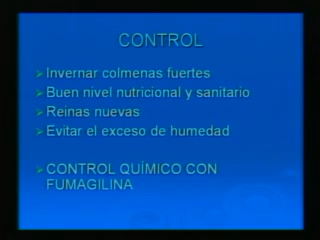 CONTROL
Invernar colmenas fuertes
Buen nivel nutricional y sanitario
Reinas nuevas
Evitar el exceso de humedad
CONTROL QUÍMICO CON
FUMAGILINA